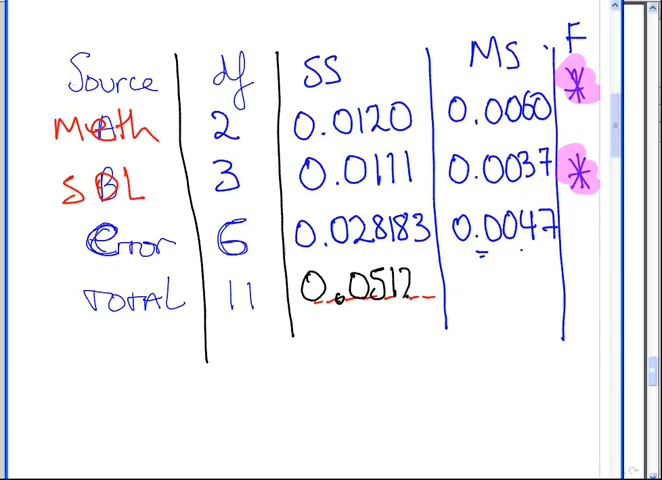 Source df SS MS F
Meth 2 0.0120 0.0060 *
SOL 3 0.0111 0.0037 *
error 6 0.028183 0.0047
TOTAL 11 0.0512